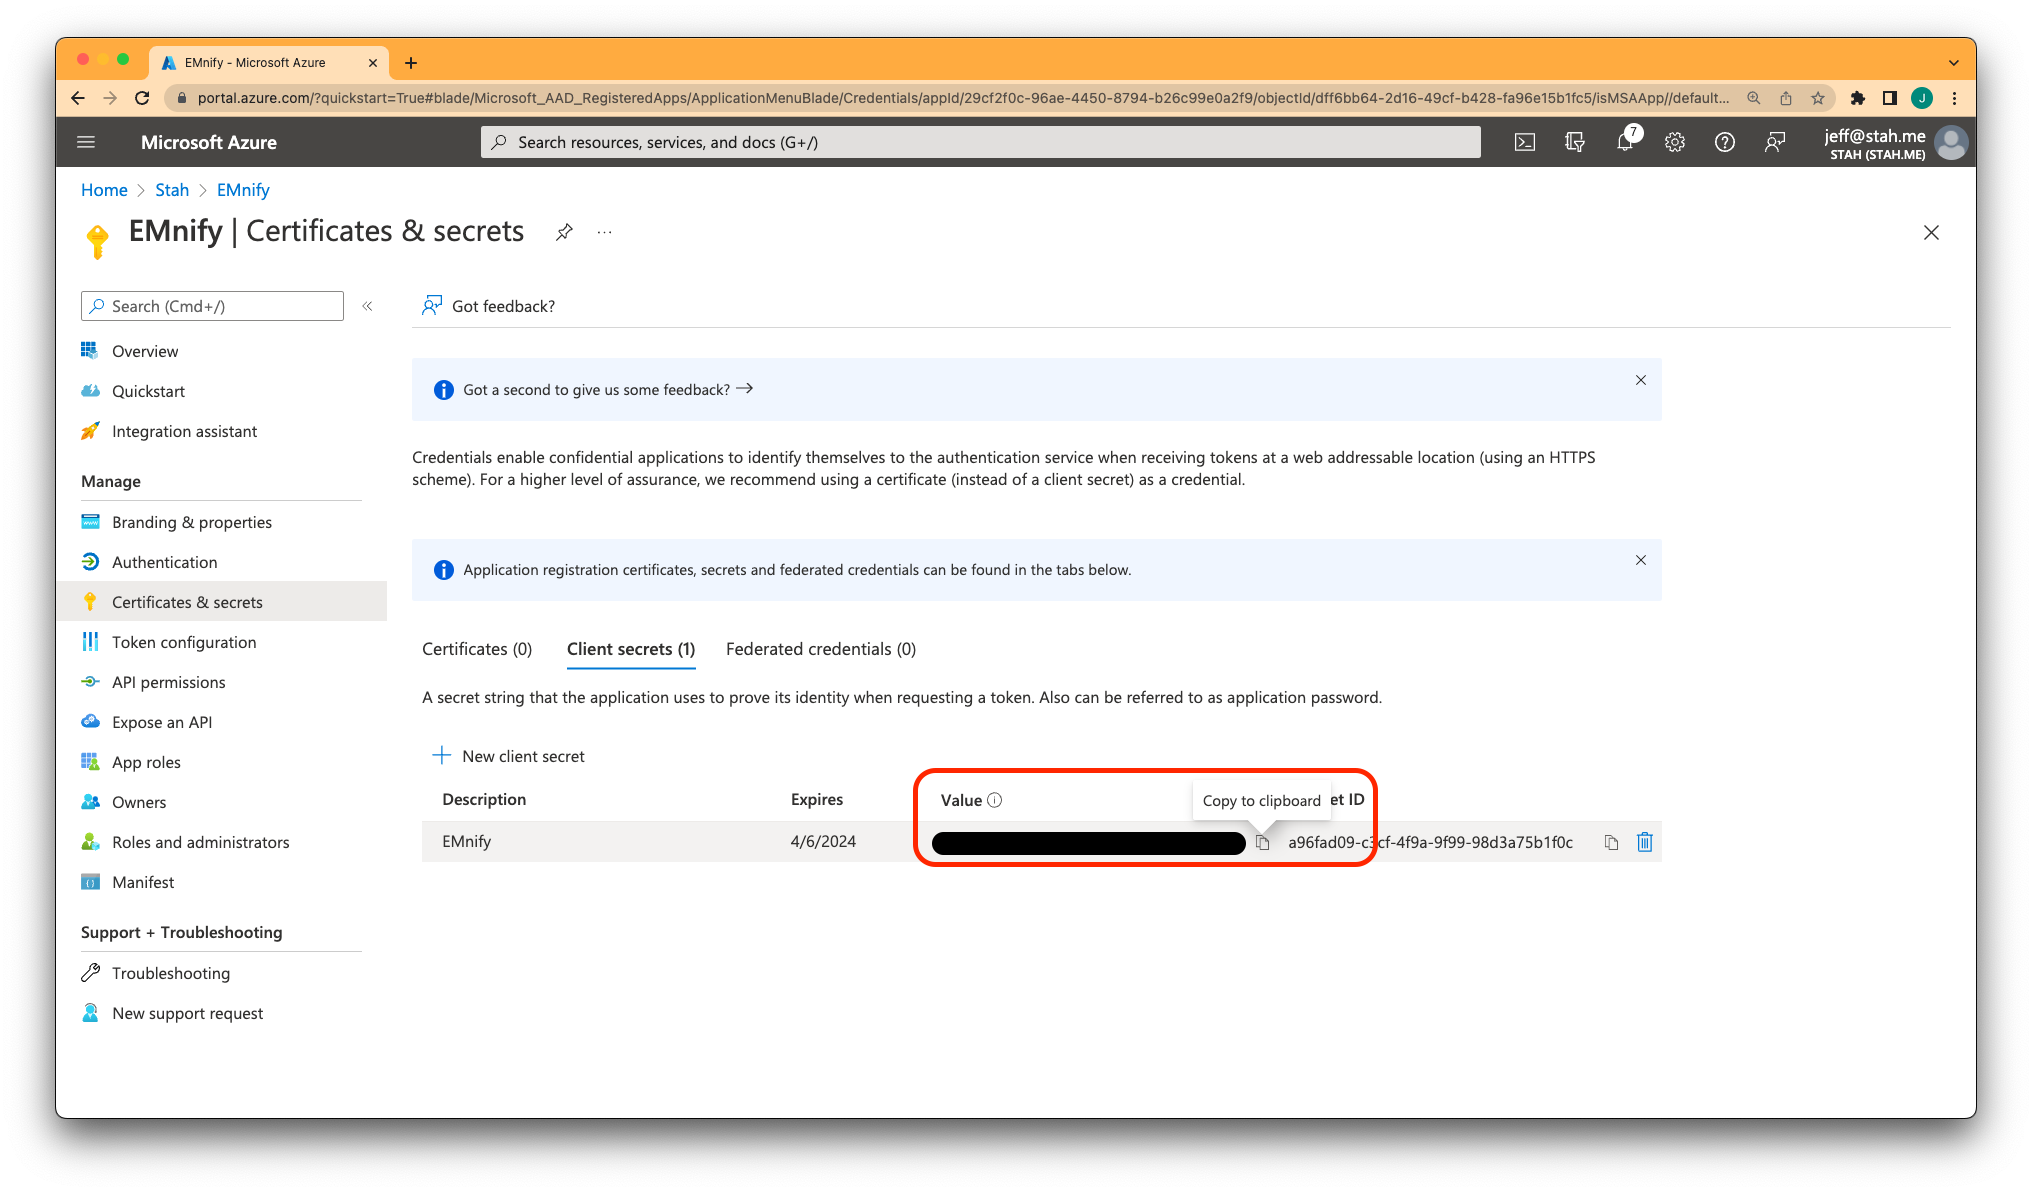 EMnify - Microsoft Azure
portal.azure.com/?quickstart=True#blade/Microsoft_AAD_RegisteredApps/ApplicationMenuBlade/Credentials/appId/29cf2f0c-96ae-4450-8794-b26c99e0a2f9/objectId/dff6bb64-2d16-49cf-b428-fa96e15b1fc5/isMSAApp//default...
J
Microsoft Azure
Search resources, services, and docs (G+/)
7
jeff@stah.me
STAH (STAH.ME)
Home > Stah > EMnify
EMnify | Certificates & secrets
...
Search (Cmd+/)
«
Got feedback?
Overview
Quickstart
Integration assistant
Manage
Branding & properties
Authentication
Certificates & secrets
Token configuration
API permissions
Expose an API
App roles
Owners
Roles and administrators
Manifest
Support + Troubleshooting
Troubleshooting
New support request
Got a second to give us some feedback? →
Credentials enable confidential applications to identify themselves to the authentication service when receiving tokens at a web addressable location (using an HTTPS
scheme). For a higher level of assurance, we recommend using a certificate (instead of a client secret) as a credential.
Application registration certificates, secrets and federated credentials can be found in the tabs below.
Certificates (0) Client secrets (1) Federated credentials (0)
A secret string that the application uses to prove its identity when requesting a token. Also can be referred to as application password.
New client secret
Description Expires Value Copy to clipboard et ID
EMnify 4/6/2024 a96fad09-c3cf-4f9a-9f99-98d3a75b1f0c